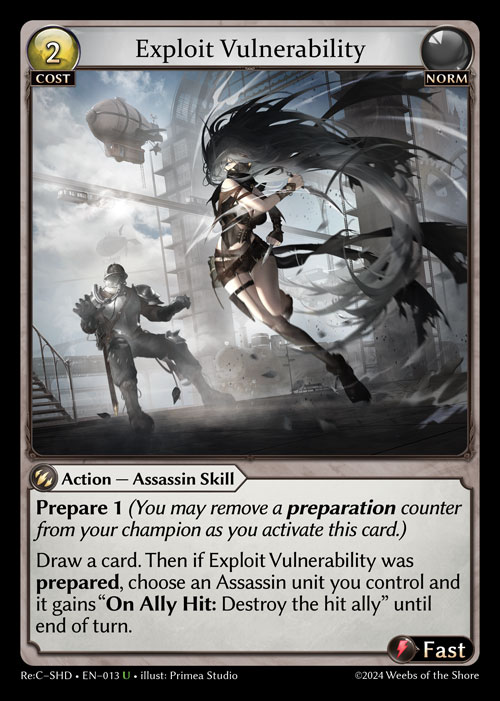 2
Exploit Vulnerability
COST
NORM
Action — Assassin Skill
Prepare 1 (You may remove a preparation counter
from your champion as you activate this card.)
Draw a card. Then if Exploit Vulnerability was
prepared, choose an Assassin unit you control and
it gains “On Ally Hit: Destroy the hit ally” until
end of turn.
Fast
Re:C–SHD • EN–013 U • illust: Primea Studio
©2024 Weebs of the Shore